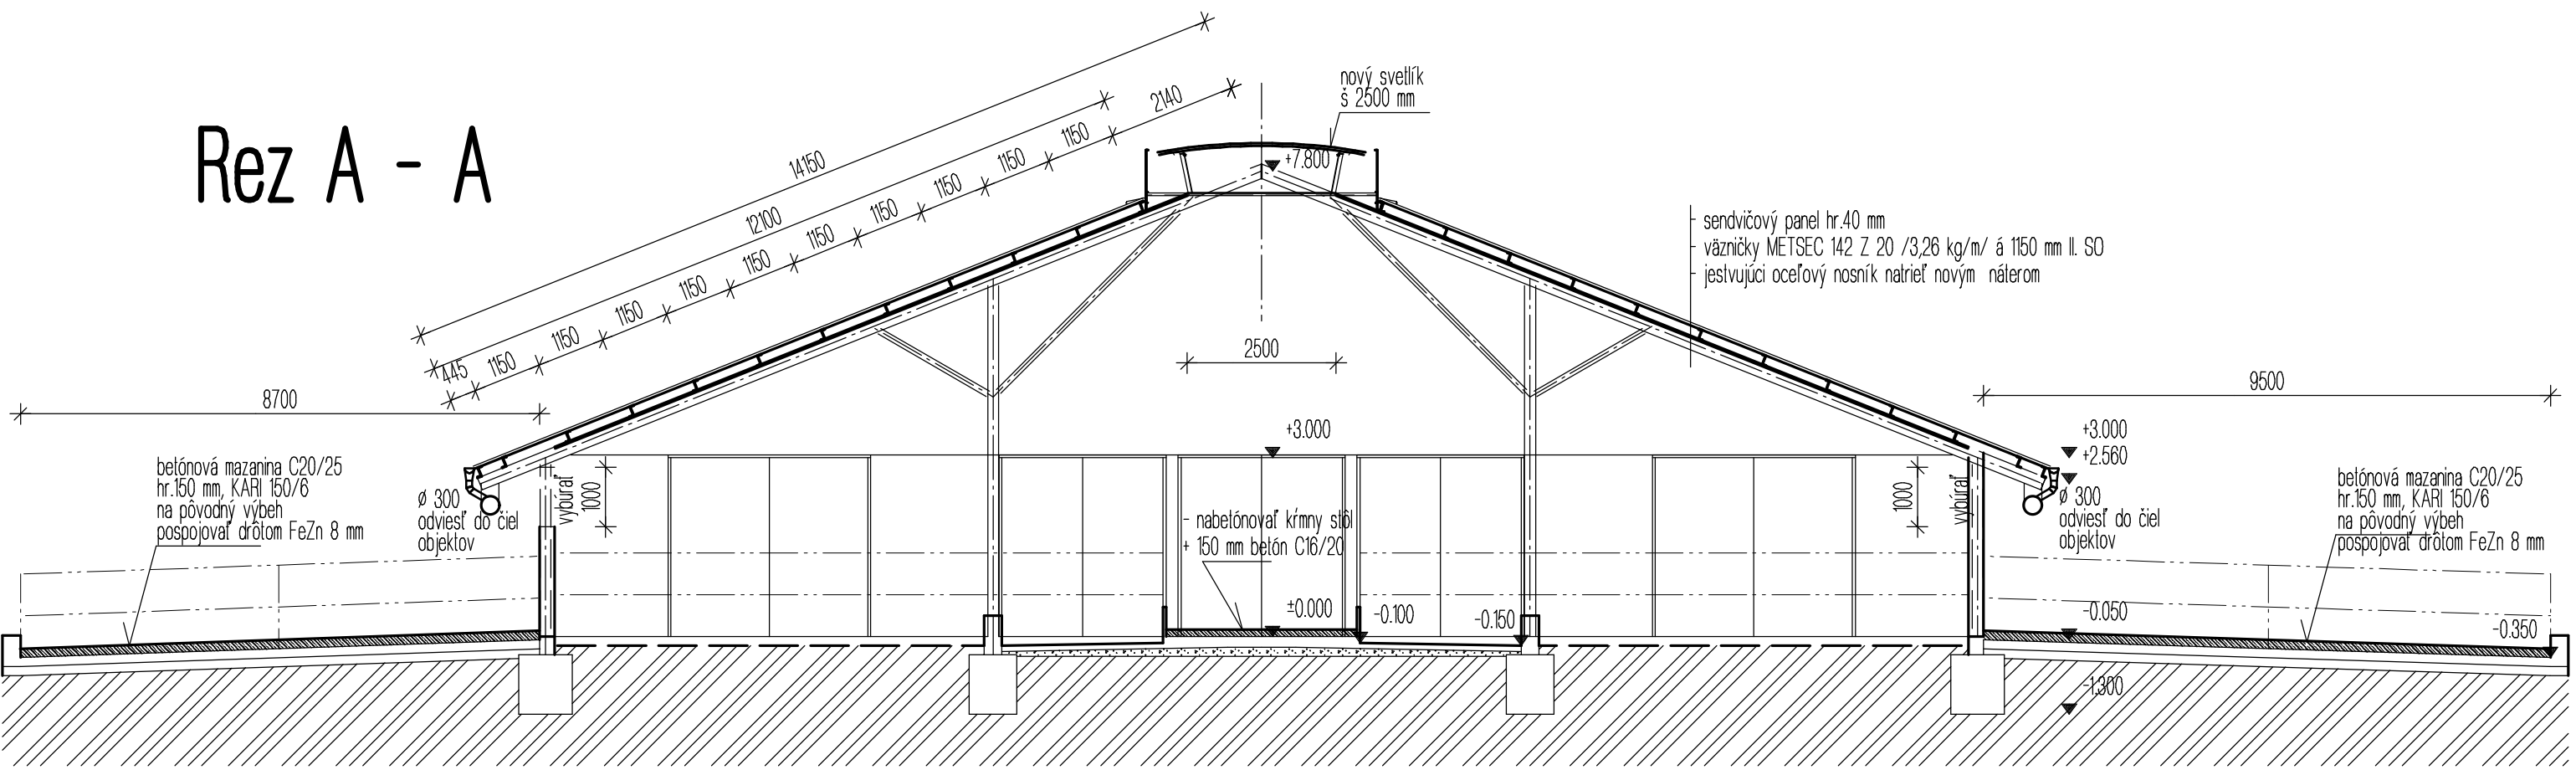 Rez A - A
14150
12100
445
1150
1150
1150
1150
1150
1150
1150
1150
1150
1150
2140
nový svetlík
š 2500 mm
+7.800
sendvičový panel hr.40 mm
väzničky METSEC 142 Z 20 /3,26 kg/m/ á 1150 mm II. SO
jestvujúci oceľový nosník natrieť novým náterom
2500
8700
9500
+3.000
+3.000
+2.560
betónová mazanina C20/25
hr.150 mm, KARI 150/6
na pôvodný výbeh
pospojovať drôtom FeZn 8 mm
ø 300
odviesť do čiel
objektov
vybúrať
1000
- nabetónovať kŕmny stôl
+ 150 mm betón C16/20
1000
vybúrať
ø 300
odviesť do čiel
objektov
betónová mazanina C20/25
hr.150 mm, KARI 150/6
na pôvodný výbeh
pospojovať drôtom FeZn 8 mm
±0.000
-0.100
-0.150
-0.050
-0.350
-1.300